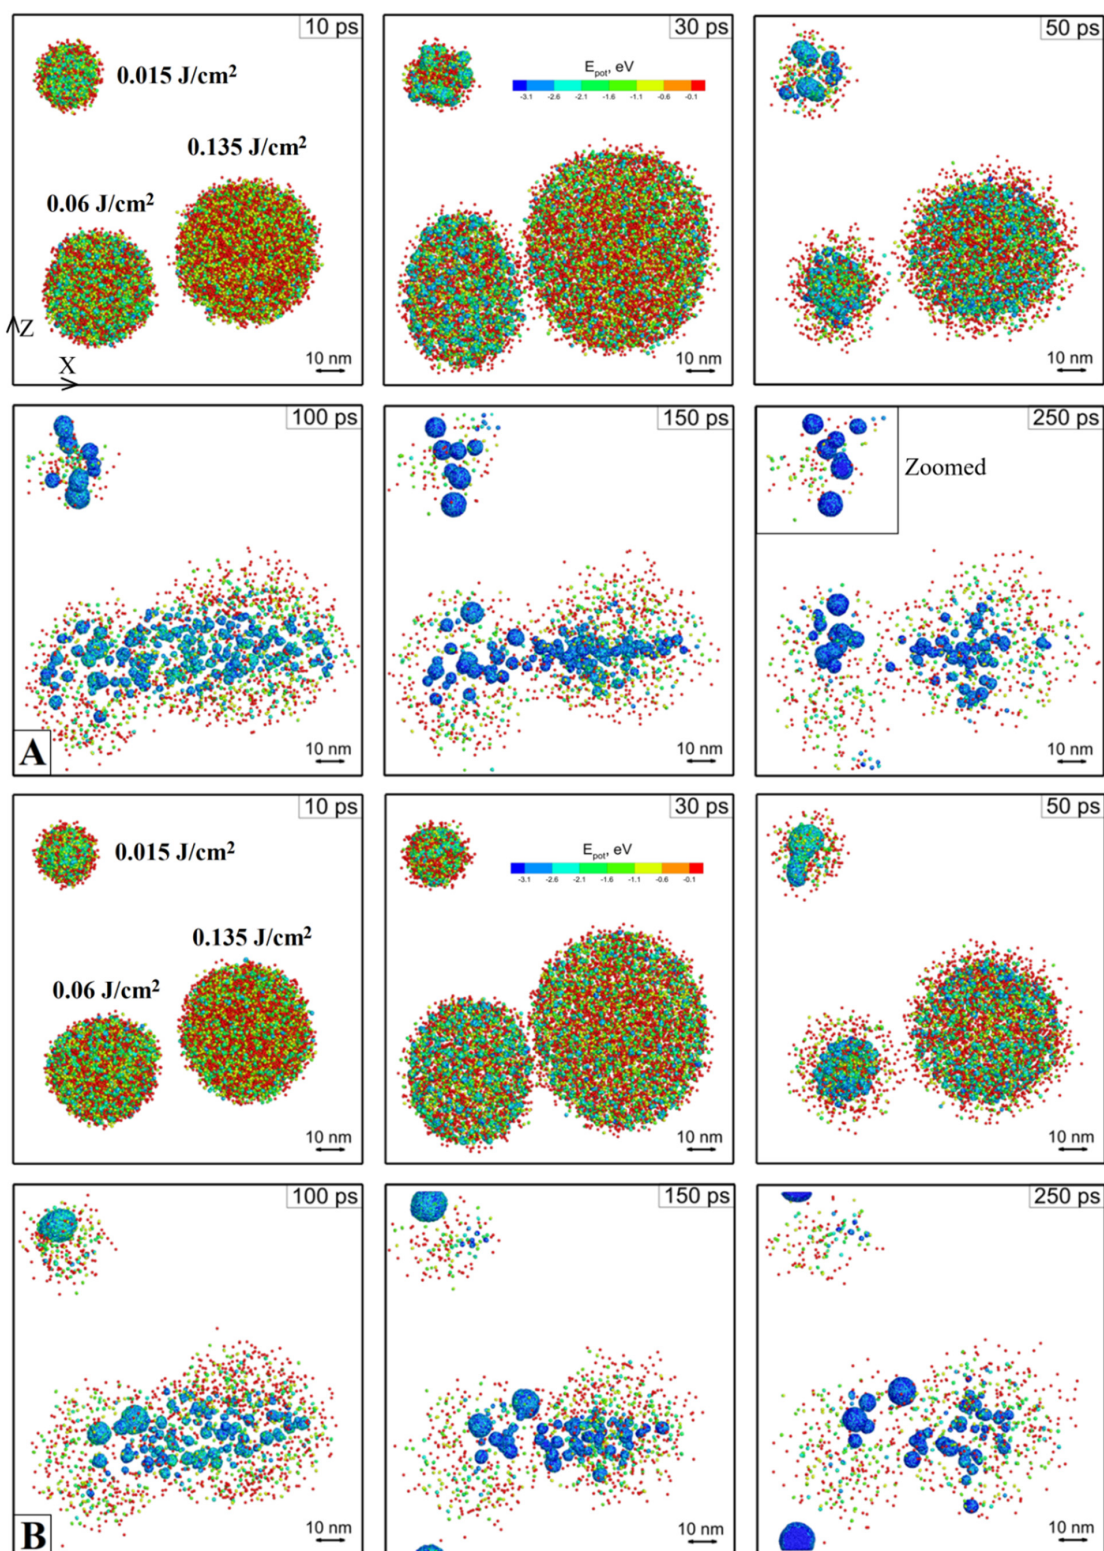 10 ps
0.015 J/cm²
0.135 J/cm²
0.06 J/cm²
Z
X
10 nm
30 ps
E_pot, eV
-3.1 -2.6 -2.1 -1.6 -1.1 -0.6 -0.1
10 nm
50 ps
10 nm
100 ps
A
10 nm
150 ps
10 nm
250 ps
Zoomed
10 nm
10 ps
0.015 J/cm²
0.135 J/cm²
0.06 J/cm²
10 nm
30 ps
E_pot, eV
-3.1 -2.6 -2.1 -1.6 -1.1 -0.6 -0.1
10 nm
50 ps
10 nm
100 ps
B
10 nm
150 ps
10 nm
250 ps
10 nm